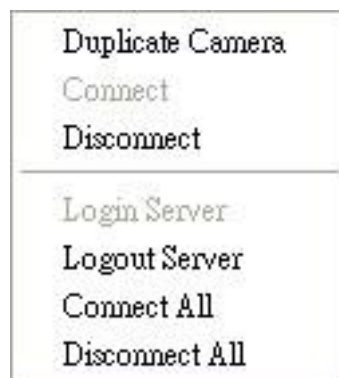 Duplicate Camera
Connect
Disconnect
Login Server
Logout Server
Connect All
Disconnect All